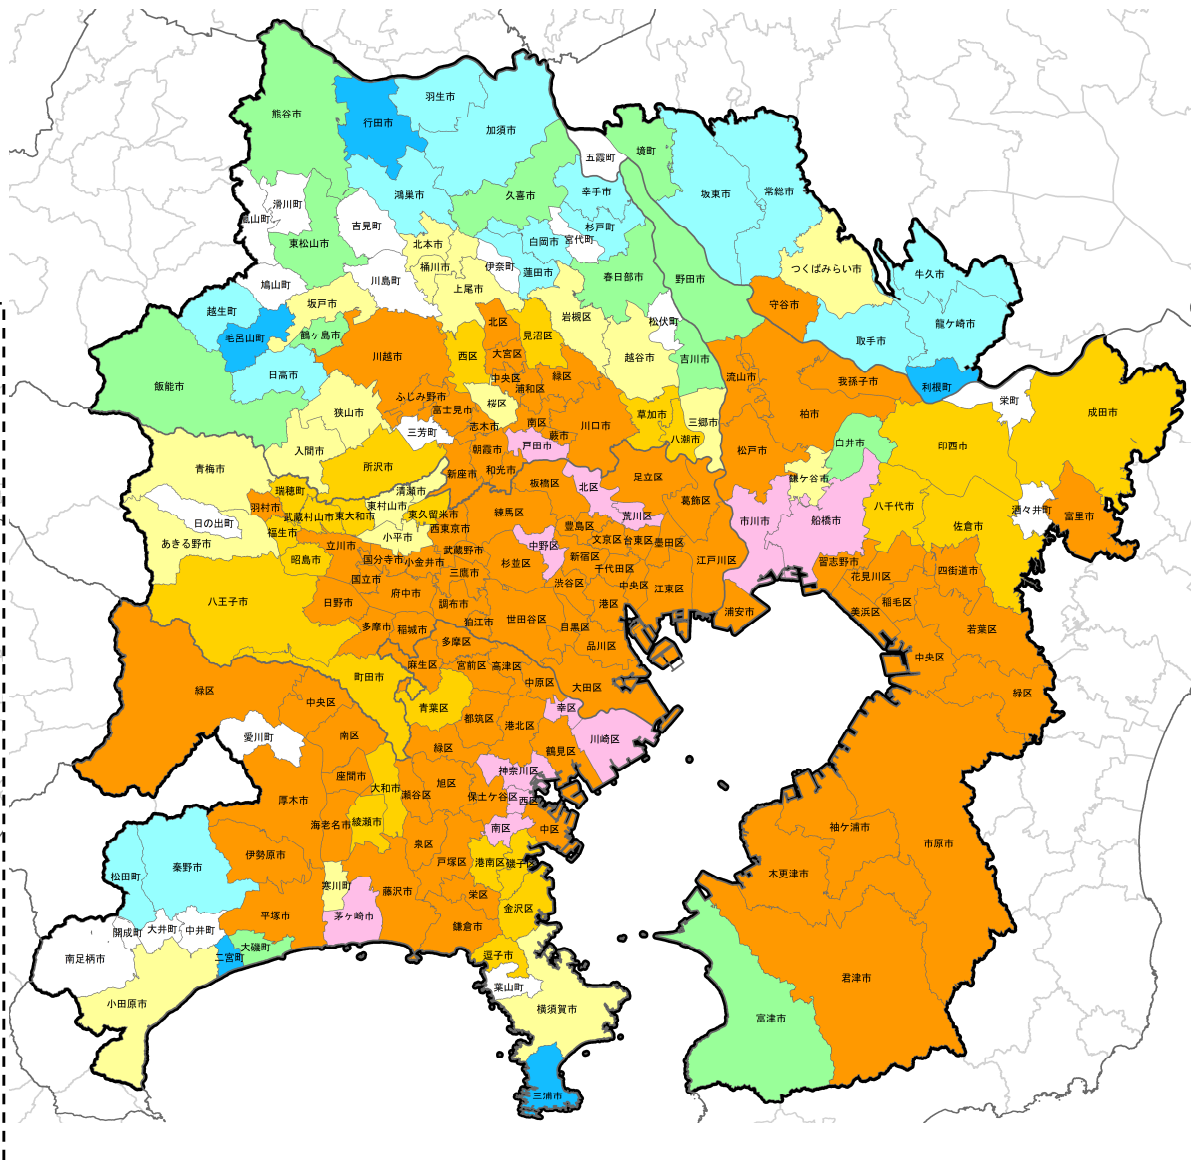 熊谷市
行田市
羽生市
加須市
五霞町
境町
滑川町
嵐山町
東松山市
吉見町
鴻巣市
久喜市
幸手市
杉戸町
宮代町
白岡市
蓮田市
坂東市
常総市
つくばみらい市
牛久市
龍ケ崎市
守谷市
取手市
利根町
北本市
桶川市
上尾市
伊奈町
川島町
鳩山町
坂戸市
春日部市
野田市
松伏町
越生町
毛呂山町
鶴ヶ島市
日高市
飯能市
川越市
西区
北区
見沼区
岩槻区
大宮区
中央区
浦和区
緑区
桜区
南区
越谷市
吉川市
流山市
我孫子市
柏市
栄町
成田市
印西市
白井市
狭山市
ふじみ野市
富士見市
三芳町
志木市
川口市
蕨市
戸田市
草加市
八潮市
三郷市
松戸市
鎌ケ谷市
入間市
所沢市
朝霞市
新座市
和光市
青梅市
瑞穂町
羽村市
福生市
武蔵村山市
東大和市
東村山市
清瀬市
東久留米市
西東京市
小平市
日の出町
あきる野市
昭島市
立川市
国分寺市
小金井市
武蔵野市
三鷹市
国立市
府中市
調布市
狛江市
八王子市
日野市
多摩市
稲城市
町田市
板橋区
練馬区
北区
足立区
葛飾区
荒川区
豊島区
文京区
台東区
墨田区
中野区
杉並区
新宿区
千代田区
渋谷区
中央区
江東区
江戸川区
港区
世田谷区
目黒区
品川区
大田区
市川市
船橋市
浦安市
八千代市
佐倉市
酒々井町
富里市
習志野市
花見川区
四街道市
稲毛区
美浜区
若葉区
中央区
緑区
多摩区
麻生区
宮前区
高津区
中原区
幸区
川崎区
緑区
中央区
南区
愛川町
青葉区
都筑区
港北区
鶴見区
緑区
神奈川区
旭区
瀬谷区
保土ケ谷区
西区
南区
中区
座間市
大和市
綾瀬市
海老名市
厚木市
伊勢原市
泉区
戸塚区
港南区
磯子区
栄区
金沢区
寒川町
藤沢市
茅ヶ崎市
鎌倉市
平塚市
秦野市
松田町
開成町
大井町
中井町
大磯町
二宮町
南足柄市
小田原市
逗子市
葉山町
横須賀市
三浦市
袖ケ浦市
市原市
木更津市
君津市
富津市